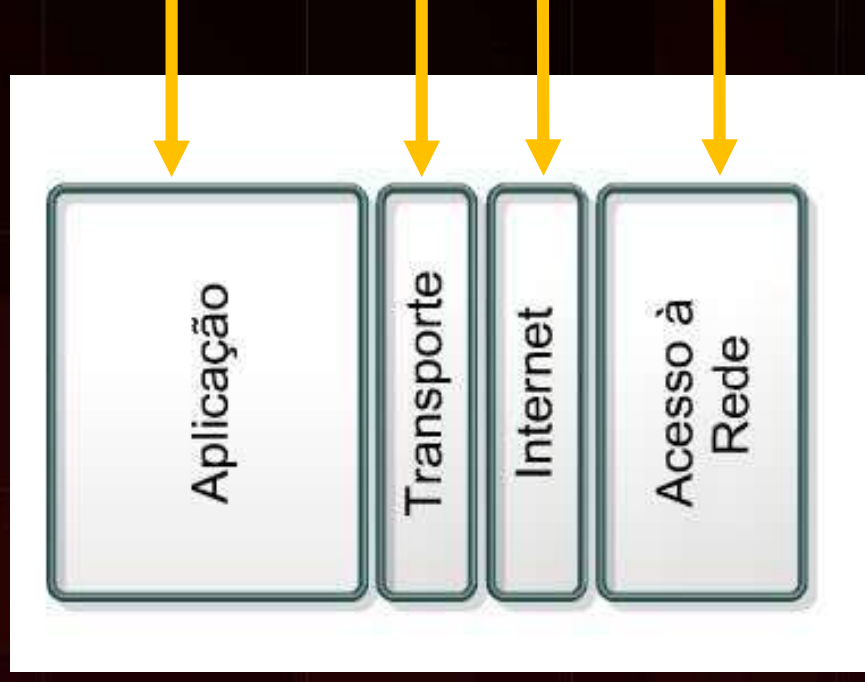 Aplicação
Transporte
Internet
Acesso à
Rede